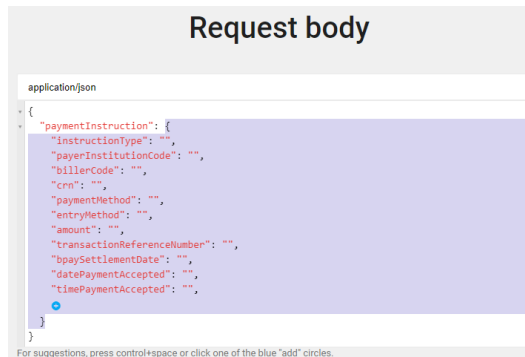 Request body
application/json
{
"paymentInstruction": {
"instructionType": "",
"payerInstitutionCode": "",
"billerCode": "",
"crn": "",
"paymentMethod": "",
"entryMethod": "",
"amount": "",
"transactionReferenceNumber": "",
"bpaySettlementDate": "",
"datePaymentAccepted": "",
"timePaymentAccepted": "",
}
}
For suggestions, press control+space or click one of the blue "add" circles.